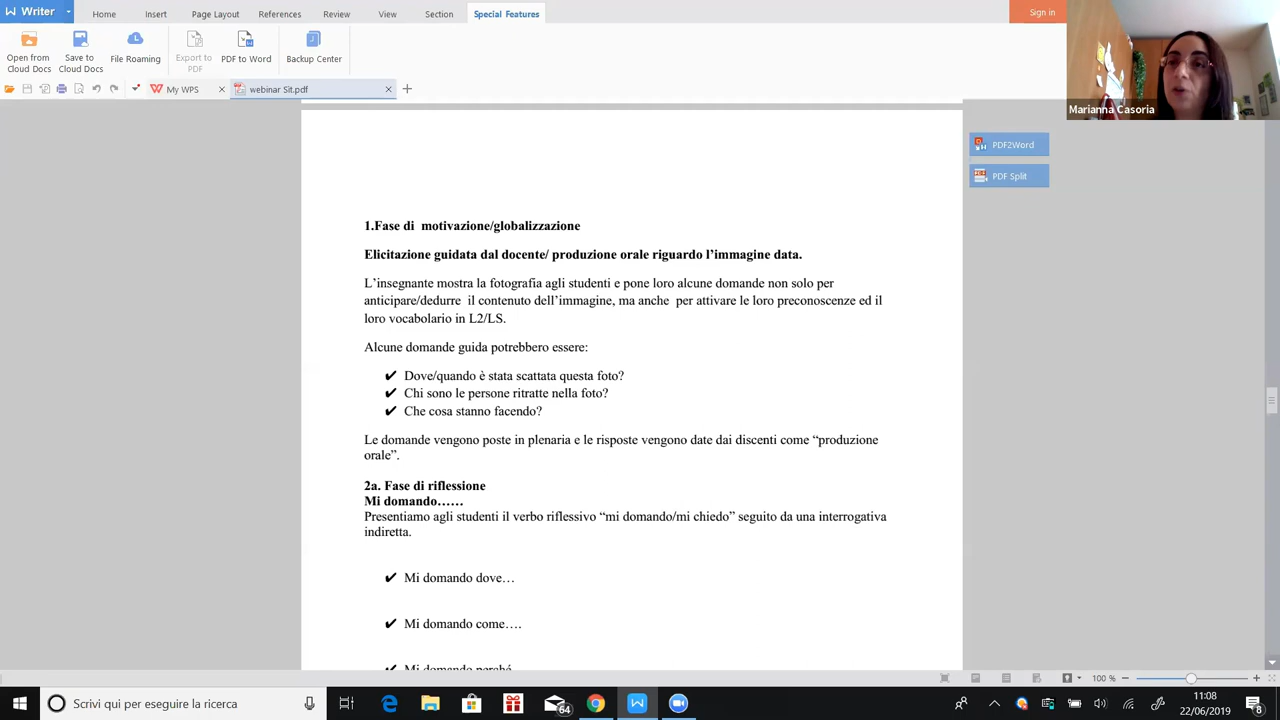 Writer
Home Insert Page Layout References Review View Section Special Features
Sign in
Open from Cloud Docs
Save to Cloud Docs
File Roaming
Export to PDF
PDF to Word
Backup Center
My WPS
webinar Sit.pdf
Marianna Casoria
PDF2Word
PDF Split
1.Fase di motivazione/globalizzazione
Elicitazione guidata dal docente/ produzione orale riguardo l’immagine data.
L’insegnante mostra la fotografia agli studenti e pone loro alcune domande non solo per
anticipare/dedurre il contenuto dell’immagine, ma anche per attivare le loro preconoscenze ed il
loro vocabolario in L2/LS.
Alcune domande guida potrebbero essere:
✔ Dove/quando è stata scattata questa foto?
✔ Chi sono le persone ritratte nella foto?
✔ Che cosa stanno facendo?
Le domande vengono poste in plenaria e le risposte vengono date dai discenti come “produzione
orale”.
2a. Fase di riflessione
Mi domando……
Presentiamo agli studenti il verbo riflessivo “mi domando/mi chiedo” seguito da una interrogativa
indiretta.
✔ Mi domando dove…
✔ Mi domando come….
✔ Mi domando perché
100 %
Scrivi qui per eseguire la ricerca
64
11:08
22/06/2019
8